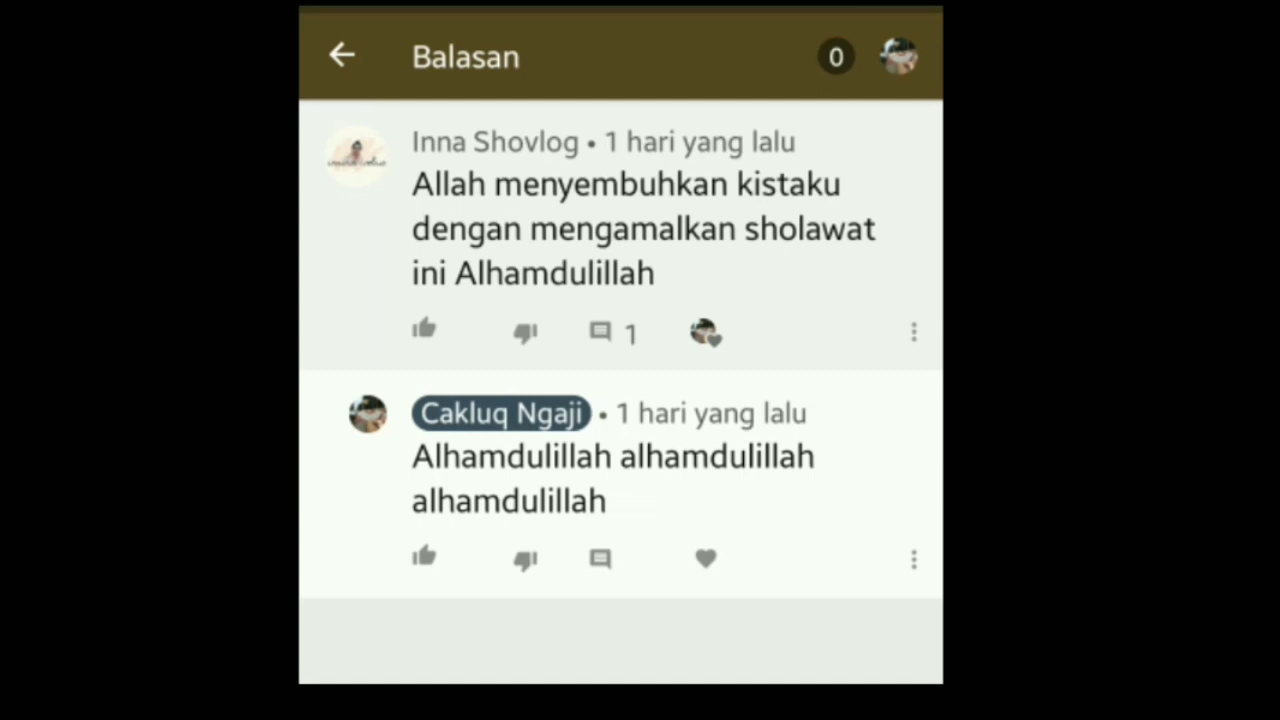 Balasan
0
Inna Shovlog • 1 hari yang lalu
Allah menyembuhkan kistaku
dengan mengamalkan sholawat
ini Alhamdulillah
1
Cakluq Ngaji • 1 hari yang lalu
Alhamdulillah alhamdulillah
alhamdulillah